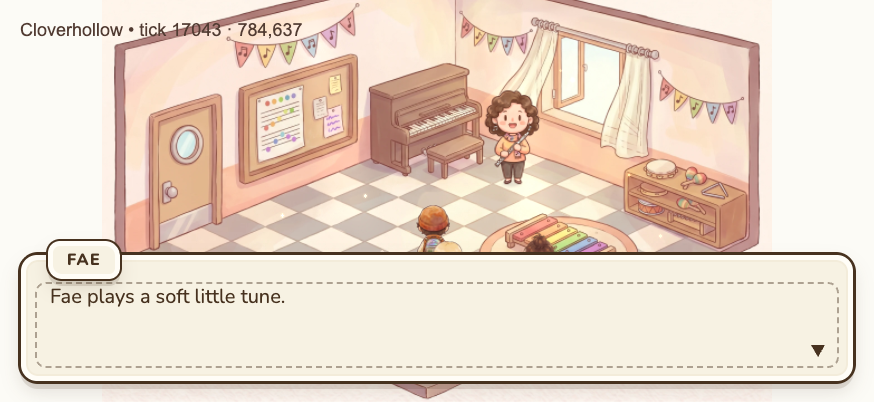 Cloverhollow • tick 17043 · 784,637
FAE
Fae plays a soft little tune.